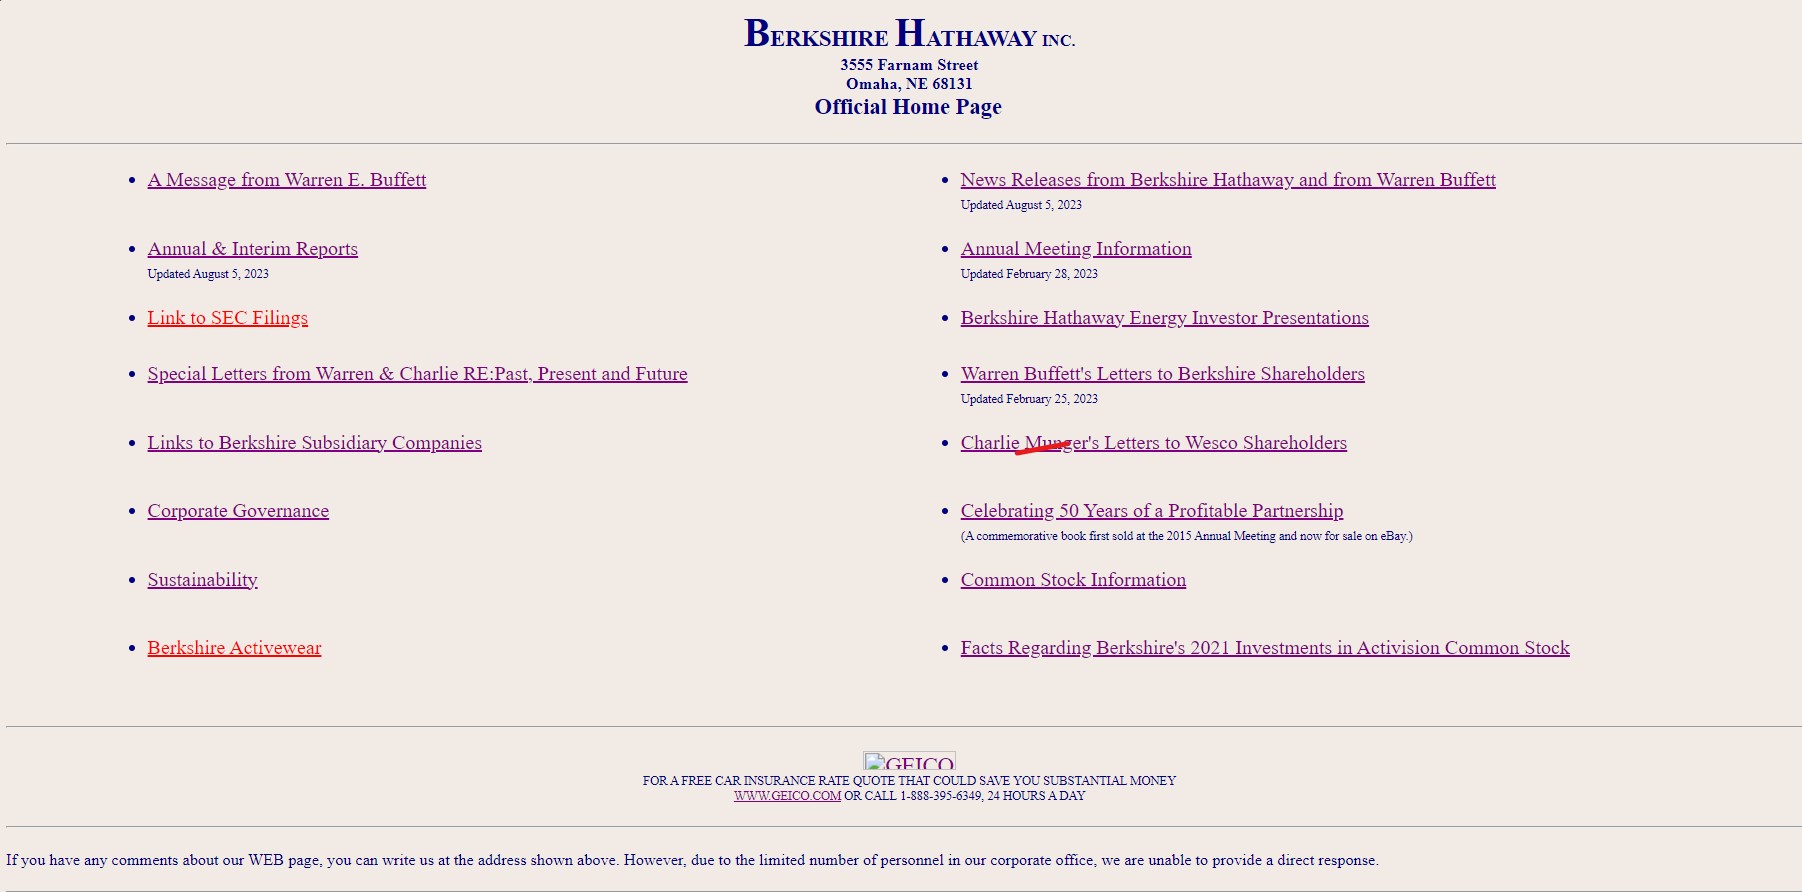 BERKSHIRE HATHAWAY INC.
3555 Farnam Street
Omaha, NE 68131
Official Home Page
A Message from Warren E. Buffett
News Releases from Berkshire Hathaway and from Warren Buffett
Updated August 5, 2023
Annual & Interim Reports
Updated August 5, 2023
Annual Meeting Information
Updated February 28, 2023
Link to SEC Filings
Berkshire Hathaway Energy Investor Presentations
Special Letters from Warren & Charlie RE:Past, Present and Future
Warren Buffett's Letters to Berkshire Shareholders
Updated February 25, 2023
Links to Berkshire Subsidiary Companies
Charlie Munger's Letters to Wesco Shareholders
Corporate Governance
Celebrating 50 Years of a Profitable Partnership
(A commemorative book first sold at the 2015 Annual Meeting and now for sale on eBay.)
Sustainability
Common Stock Information
Berkshire Activewear
Facts Regarding Berkshire's 2021 Investments in Activision Common Stock
GEICO
FOR A FREE CAR INSURANCE RATE QUOTE THAT COULD SAVE YOU SUBSTANTIAL MONEY
WWW.GEICO.COM OR CALL 1-888-395-6349, 24 HOURS A DAY
If you have any comments about our WEB page, you can write us at the address shown above. However, due to the limited number of personnel in our corporate office, we are unable to provide a direct response.